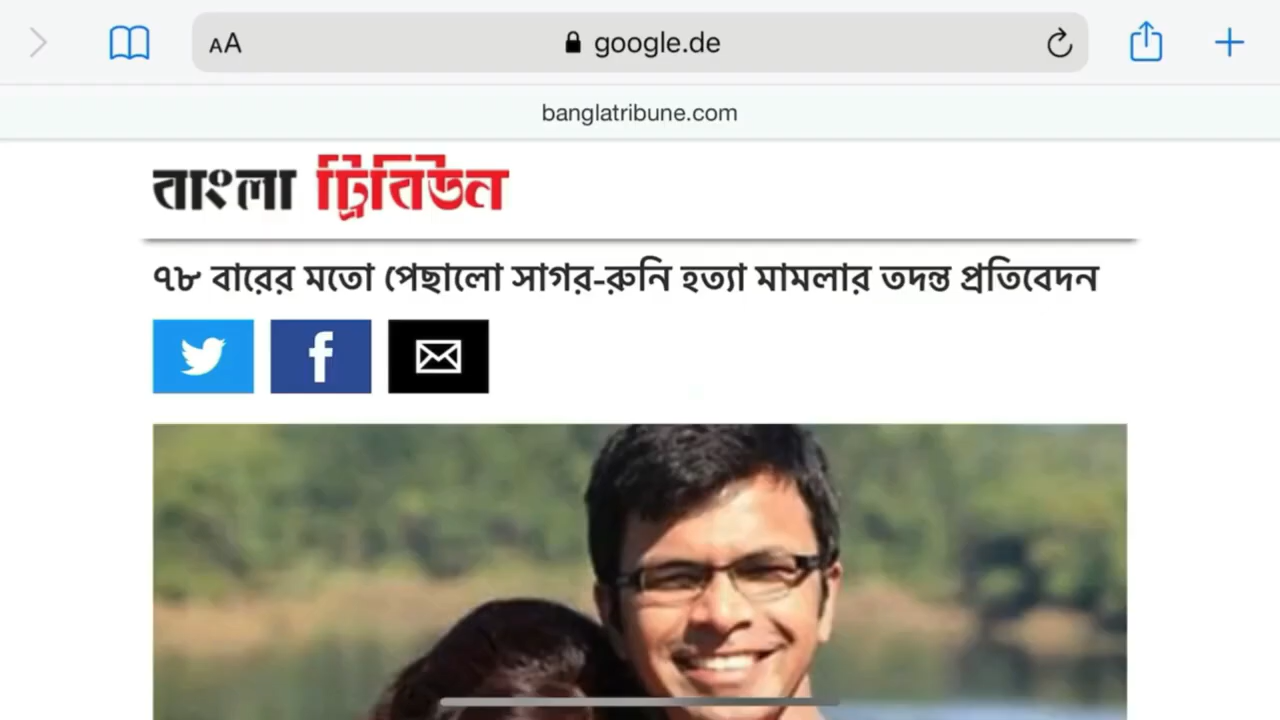 AA google.de
banglatribune.com
বাংলা ট্রিবিউন
৭৮ বারের মতো পেছালো সাগর-রুনি হত্যা মামলার তদন্ত প্রতিবেদন